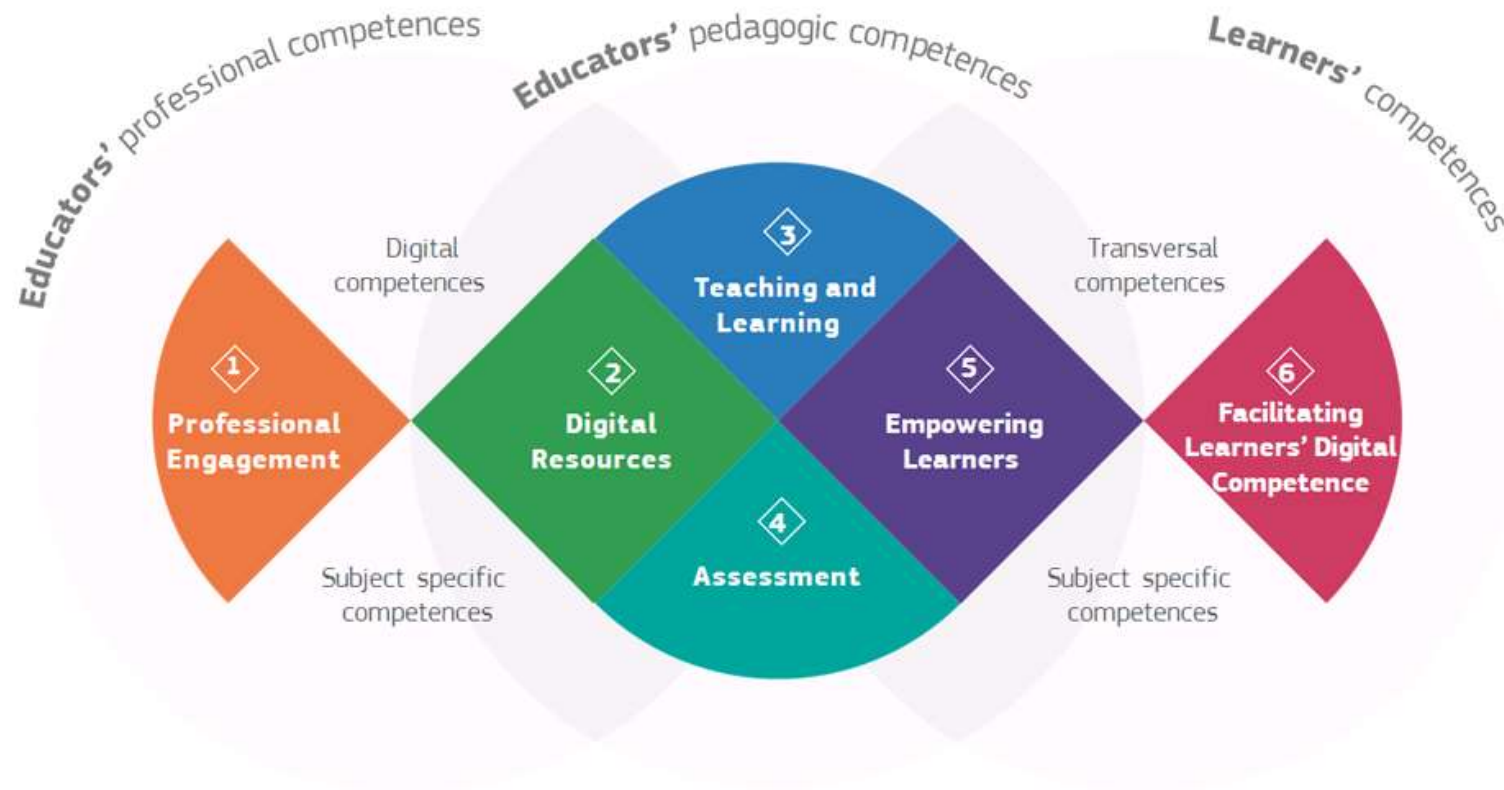 Educators' professional competences
Educators' pedagogic competences
Learners' competences
Digital
competences
Transversal
competences
1
Professional
Engagement
2
Digital
Resources
3
Teaching and
Learning
4
Assessment
5
Empowering
Learners
6
Facilitating
Learners' Digital
Competence
Subject specific
competences
Subject specific
competences